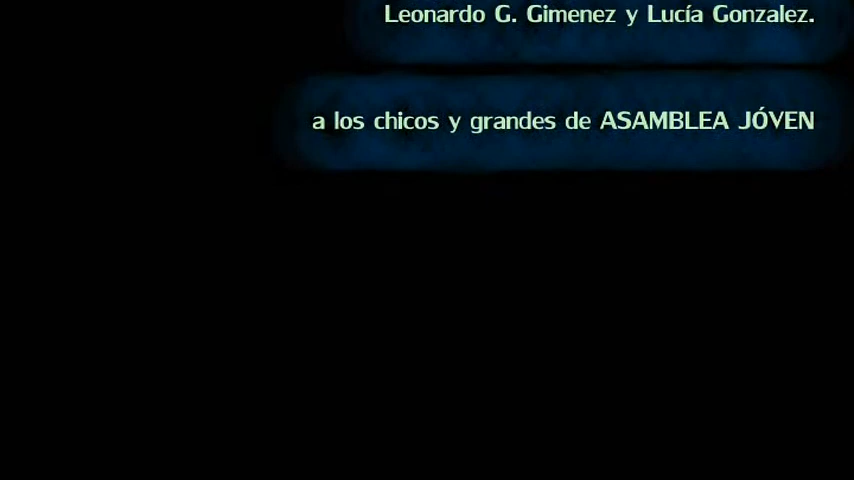 Leonardo G. Gimenez y Lucía Gonzalez.
a los chicos y grandes de ASAMBLEA JÓVEN